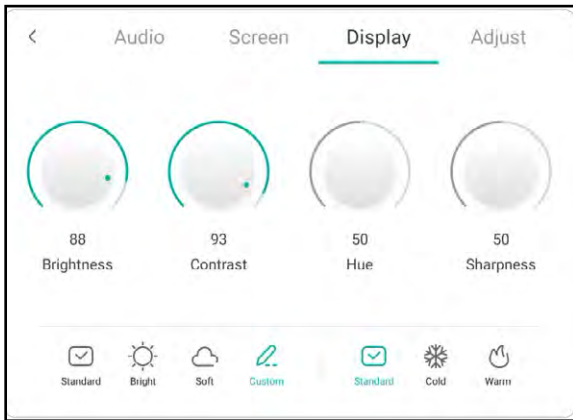 Audio Screen Display Adjust
88 93 50 50
Brightness Contrast Hue Sharpness
Standard Bright Soft Custom Standard Cold Warm